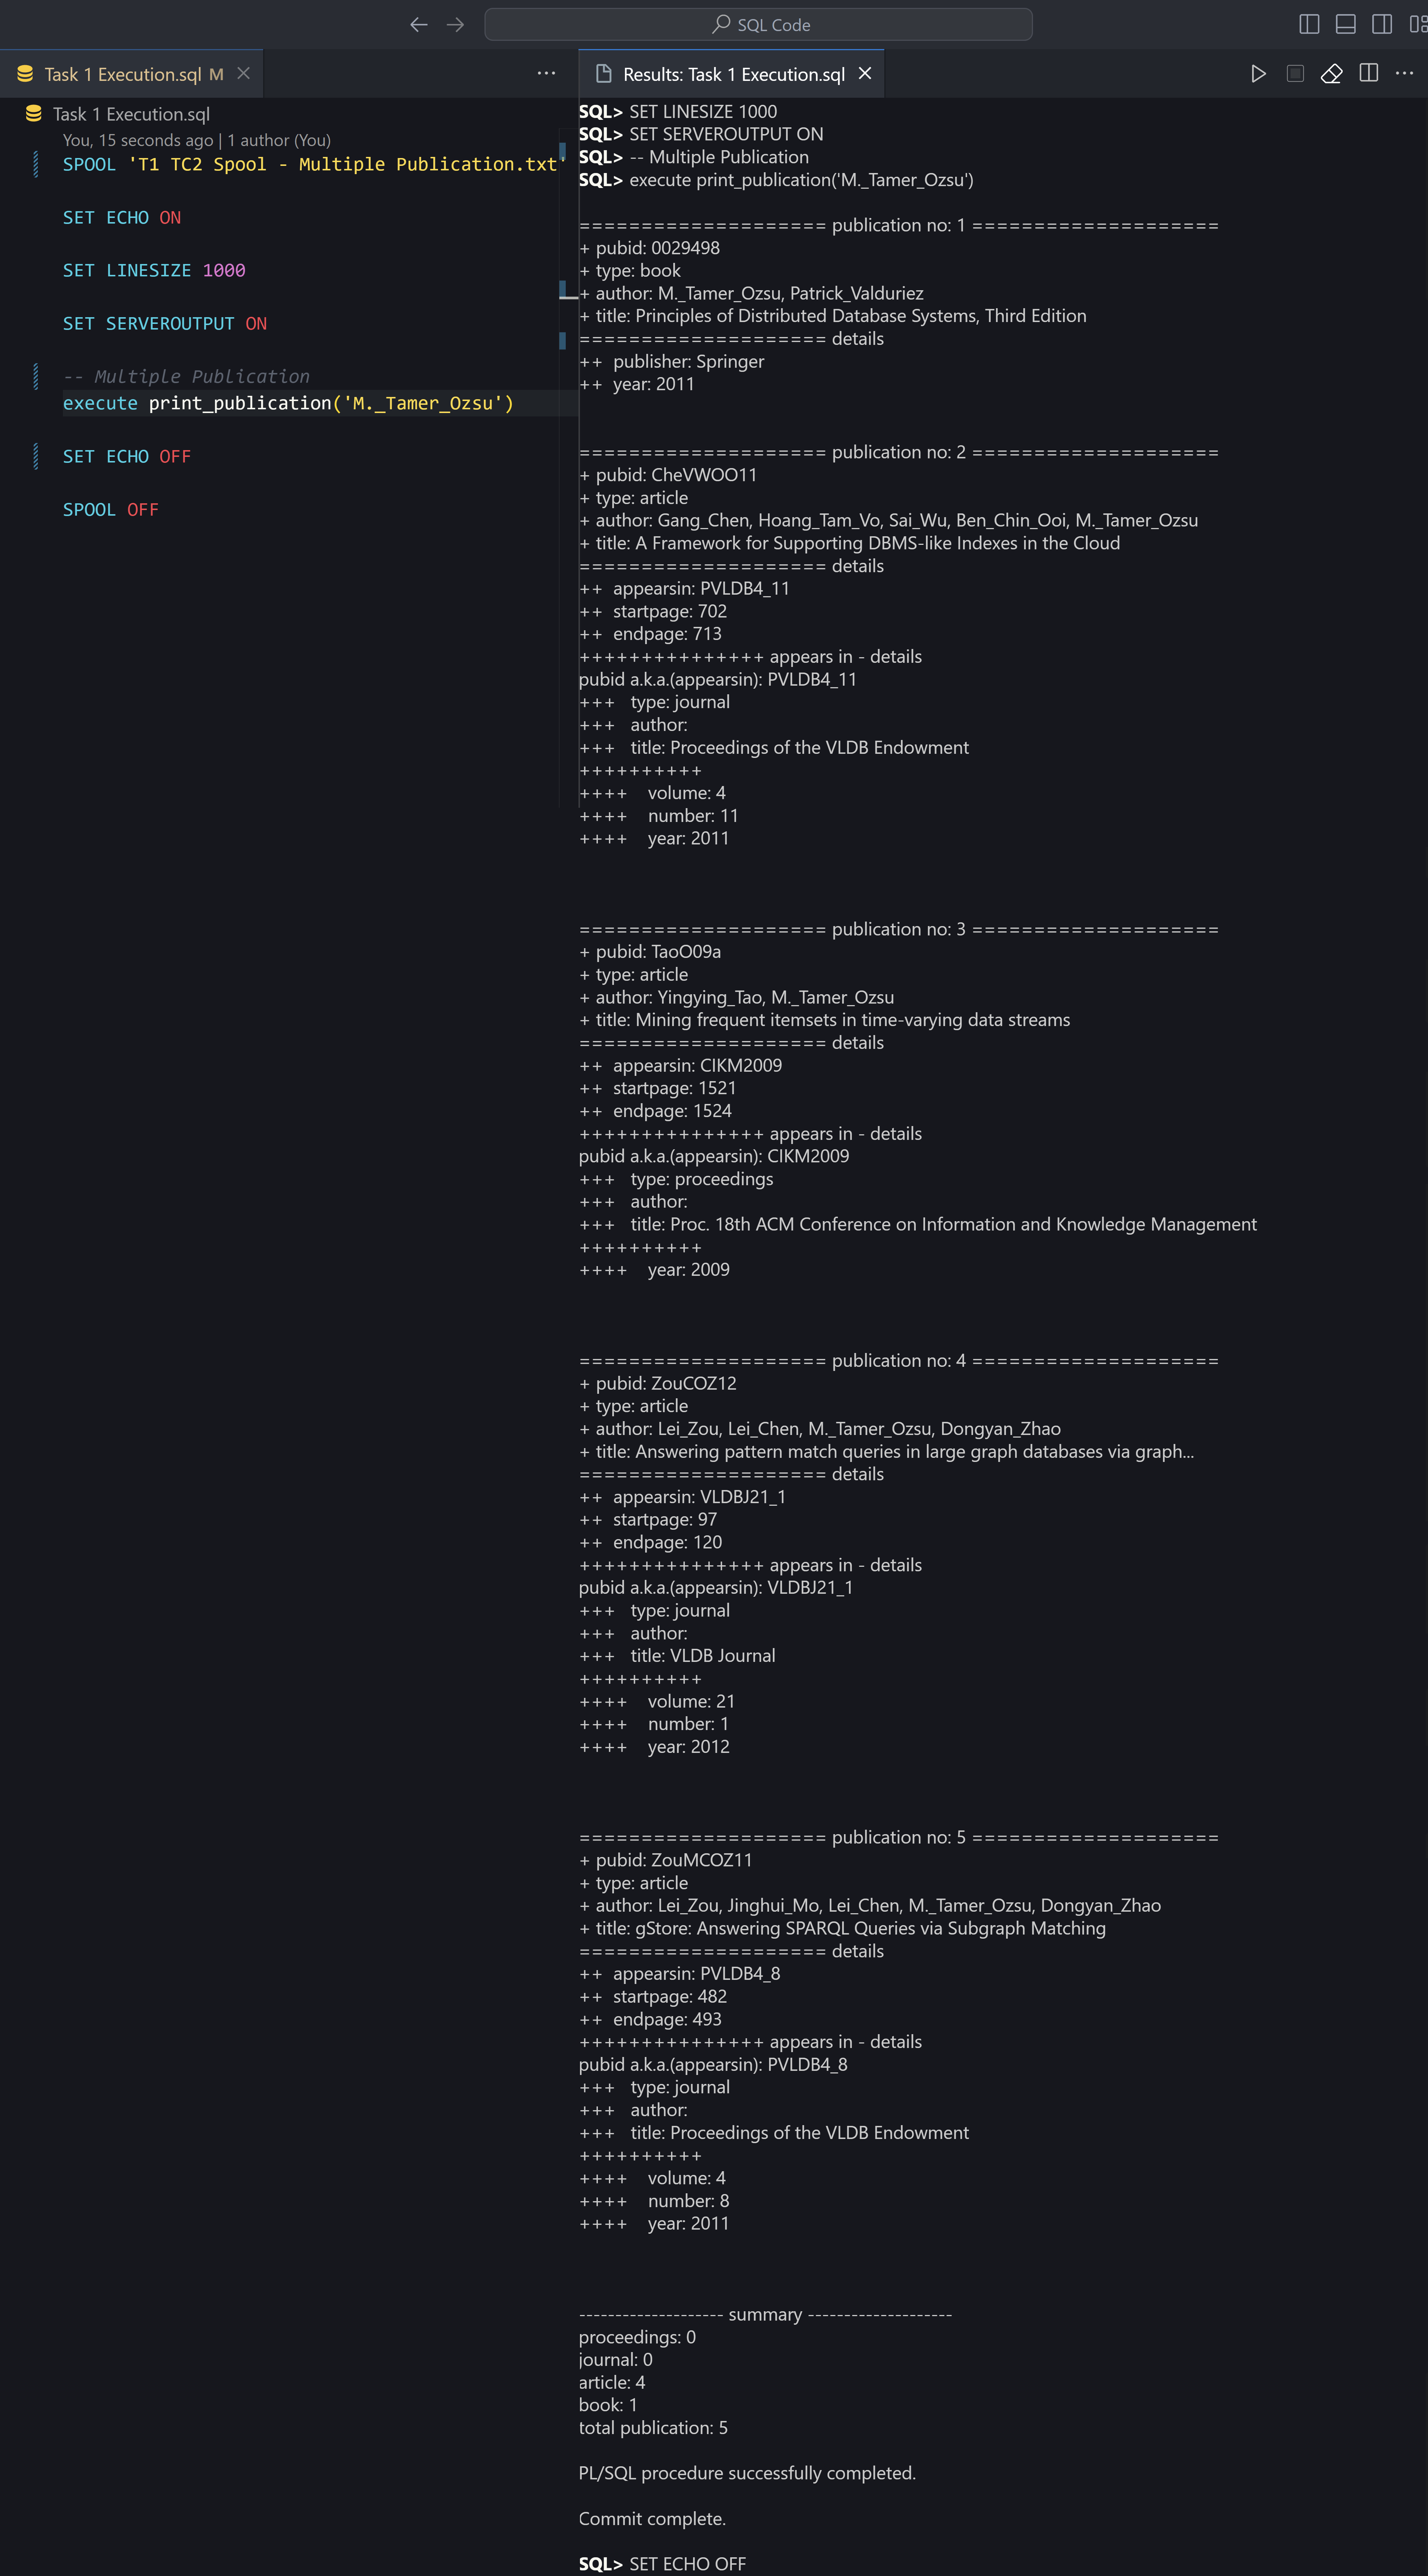 SQL Code
Task 1 Execution.sql M
Task 1 Execution.sql
You, 15 seconds ago | 1 author (You)
SPOOL 'T1 TC2 Spool - Multiple Publication.txt'
SET ECHO ON
SET LINESIZE 1000
SET SERVEROUTPUT ON
-- Multiple Publication
execute print_publication('M._Tamer_Ozsu')
SET ECHO OFF
SPOOL OFF
Results: Task 1 Execution.sql
SQL> SET LINESIZE 1000
SQL> SET SERVEROUTPUT ON
SQL> -- Multiple Publication
SQL> execute print_publication('M._Tamer_Ozsu')
==================== publication no: 1 ====================
+ pubid: 0029498
+ type: book
+ author: M._Tamer_Ozsu, Patrick_Valduriez
+ title: Principles of Distributed Database Systems, Third Edition
==================== details
++ publisher: Springer
++ year: 2011
==================== publication no: 2 ====================
+ pubid: CheVWOO11
+ type: article
+ author: Gang_Chen, Hoang_Tam_Vo, Sai_Wu, Ben_Chin_Ooi, M._Tamer_Ozsu
+ title: A Framework for Supporting DBMS-like Indexes in the Cloud
==================== details
++ appearsin: PVLDB4_11
++ startpage: 702
++ endpage: 713
+++++++++++++++ appears in - details
pubid a.k.a.(appearsin): PVLDB4_11
+++ type: journal
+++ author:
+++ title: Proceedings of the VLDB Endowment
++++++++++
++++ volume: 4
++++ number: 11
++++ year: 2011
==================== publication no: 3 ====================
+ pubid: TaoO09a
+ type: article
+ author: Yingying_Tao, M._Tamer_Ozsu
+ title: Mining frequent itemsets in time-varying data streams
==================== details
++ appearsin: CIKM2009
++ startpage: 1521
++ endpage: 1524
+++++++++++++++ appears in - details
pubid a.k.a.(appearsin): CIKM2009
+++ type: proceedings
+++ author:
+++ title: Proc. 18th ACM Conference on Information and Knowledge Management
++++++++++
++++ year: 2009
==================== publication no: 4 ====================
+ pubid: ZouCOZ12
+ type: article
+ author: Lei_Zou, Lei_Chen, M._Tamer_Ozsu, Dongyan_Zhao
+ title: Answering pattern match queries in large graph databases via graph...
==================== details
++ appearsin: VLDBJ21_1
++ startpage: 97
++ endpage: 120
+++++++++++++++ appears in - details
pubid a.k.a.(appearsin): VLDBJ21_1
+++ type: journal
+++ author:
+++ title: VLDB Journal
++++++++++
++++ volume: 21
++++ number: 1
++++ year: 2012
==================== publication no: 5 ====================
+ pubid: ZouMCOZ11
+ type: article
+ author: Lei_Zou, Jinghui_Mo, Lei_Chen, M._Tamer_Ozsu, Dongyan_Zhao
+ title: gStore: Answering SPARQL Queries via Subgraph Matching
==================== details
++ appearsin: PVLDB4_8
++ startpage: 482
++ endpage: 493
+++++++++++++++ appears in - details
pubid a.k.a.(appearsin): PVLDB4_8
+++ type: journal
+++ author:
+++ title: Proceedings of the VLDB Endowment
++++++++++
++++ volume: 4
++++ number: 8
++++ year: 2011
-------------------- summary --------------------
proceedings: 0
journal: 0
article: 4
book: 1
total publication: 5
PL/SQL procedure successfully completed.
Commit complete.
SQL> SET ECHO OFF